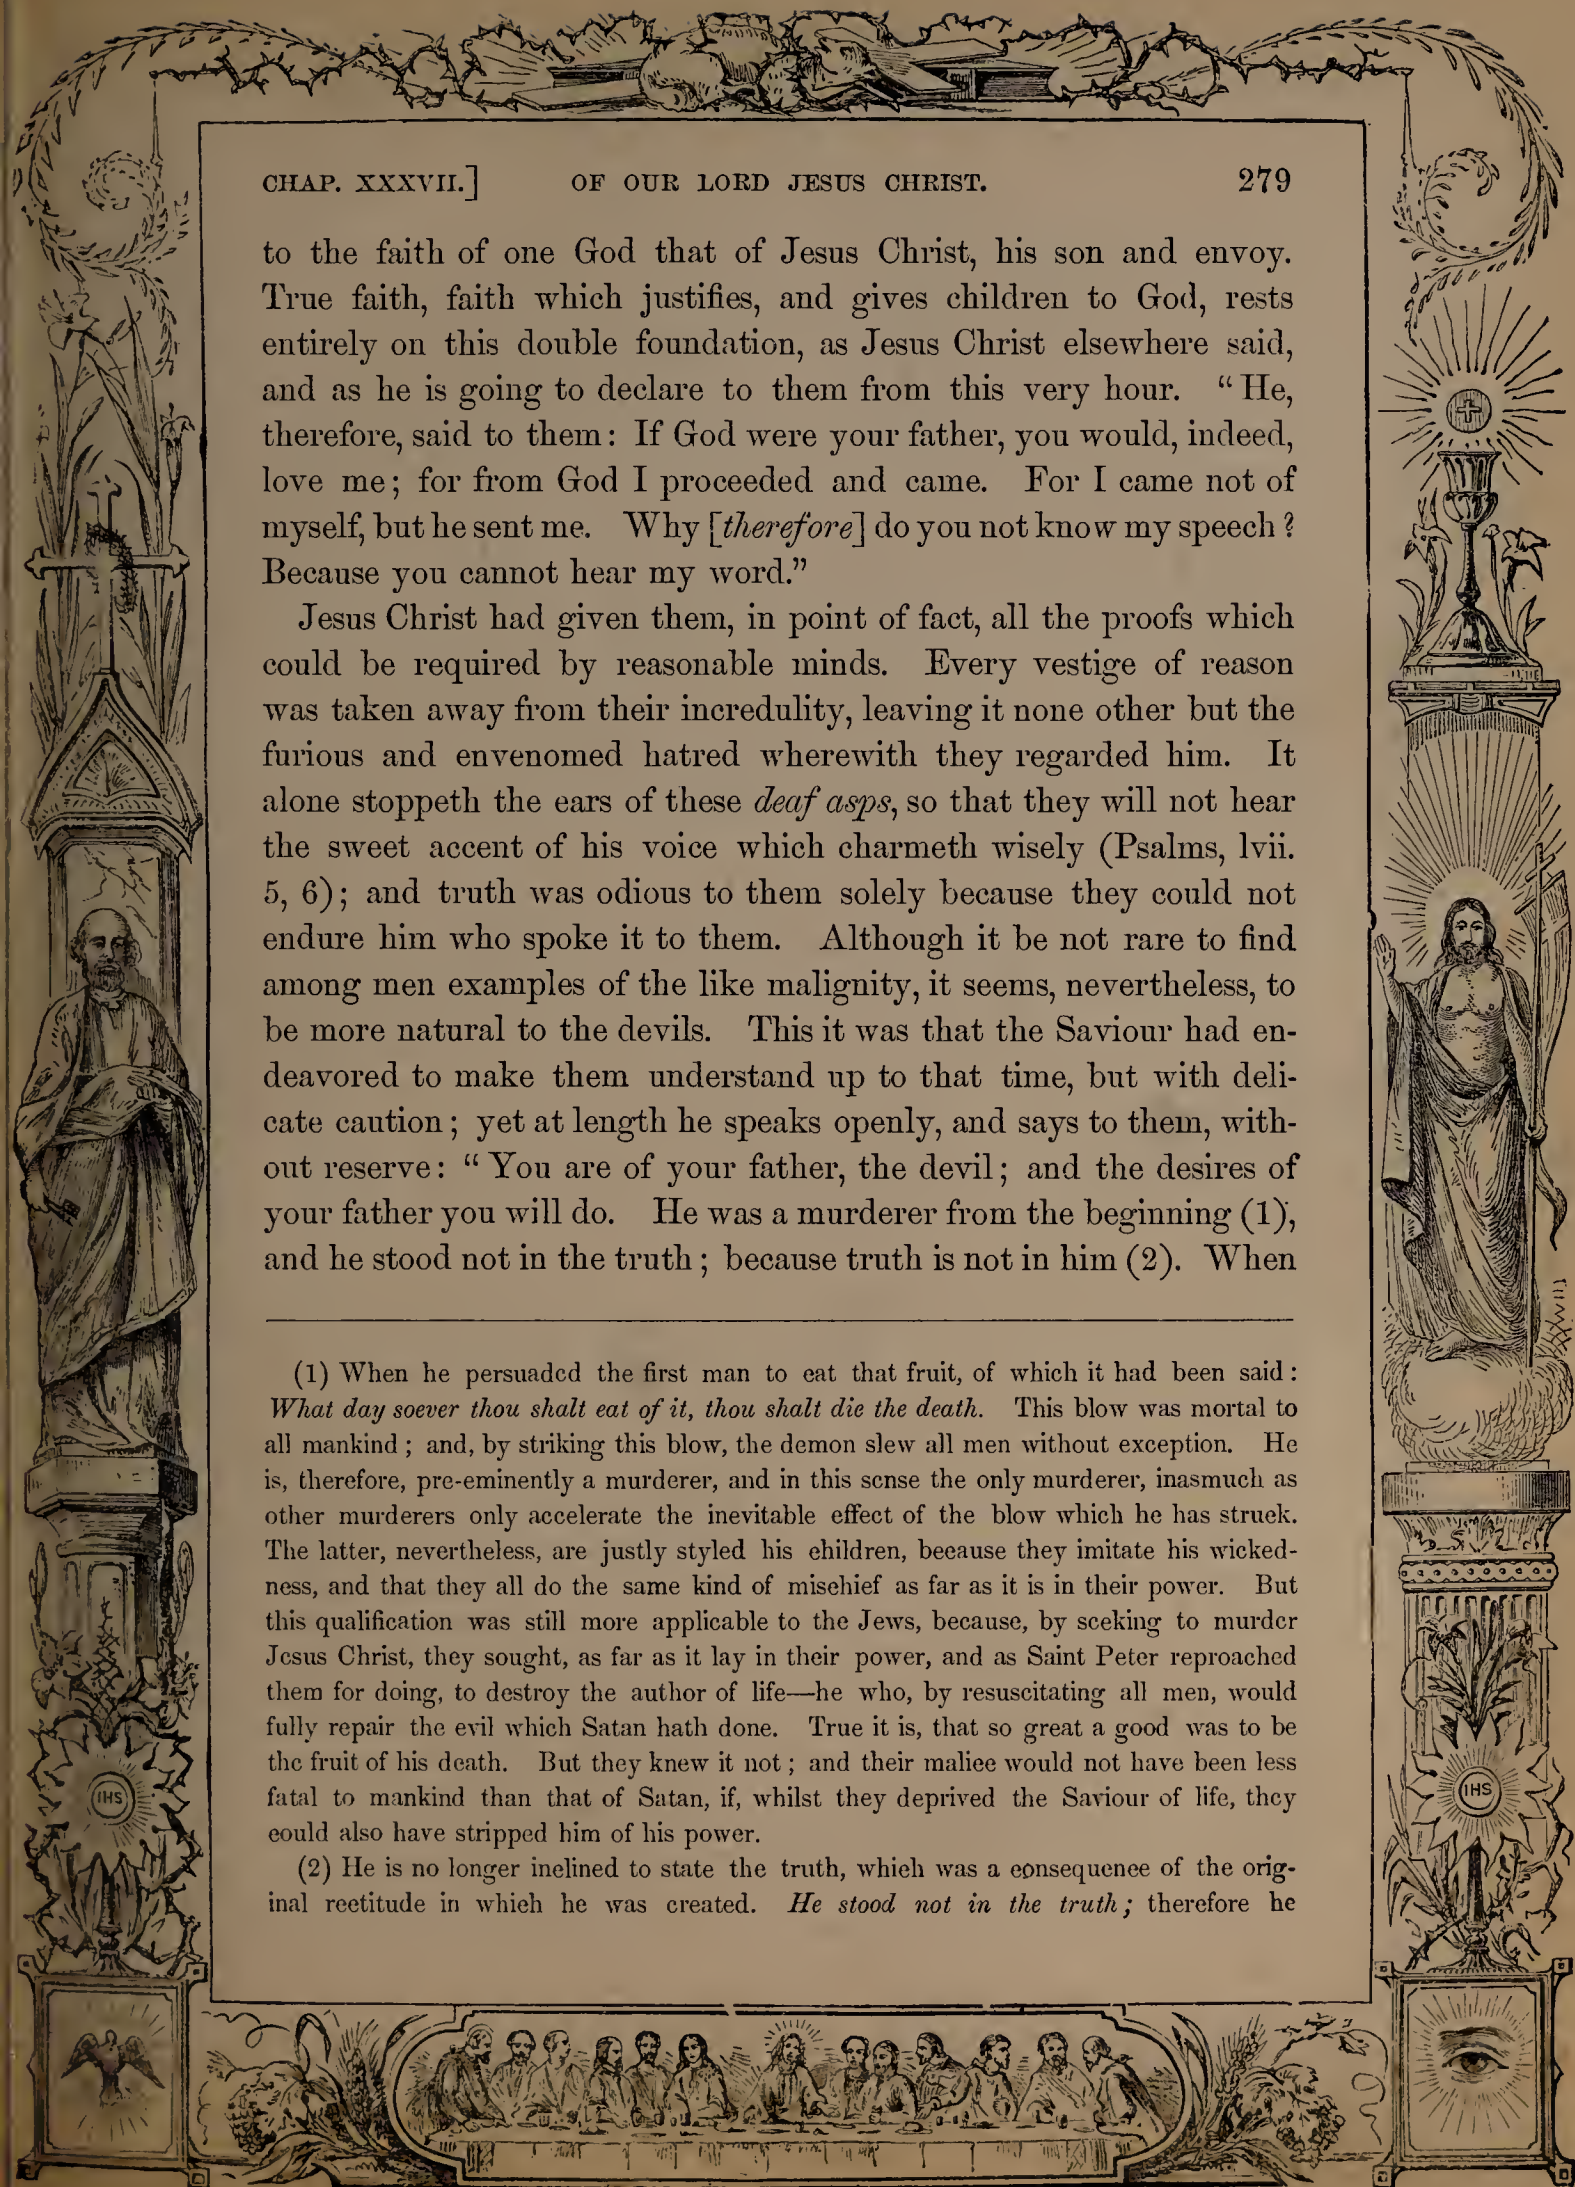 CHAP. XXXVII.] OF OUR LORD JESUS CHRIST. 279
to the faith of one God that of Jesus Christ, his son and envoy.
True faith, faith which justifies, and gives children to God, rests
entirely on this double foundation, as Jesus Christ elsewhere said,
and as he is going to declare to them from this very hour. “He,
therefore, said to them: If God were your father, you would, indeed,
love me; for from God I proceeded and came. For I came not of
myself, but he sent me. Why [therefore] do you not know my speech?
Because you cannot hear my word.”
Jesus Christ had given them, in point of fact, all the proofs which
could be required by reasonable minds. Every vestige of reason
was taken away from their incredulity, leaving it none other but the
furious and envenomed hatred wherewith they regarded him. It
alone stoppeth the ears of these deaf asps, so that they will not hear
the sweet accent of his voice which charmeth wisely (Psalms, lvii.
5, 6); and truth was odious to them solely because they could not
endure him who spoke it to them. Although it be not rare to find
among men examples of the like malignity, it seems, nevertheless, to
be more natural to the devils. This it was that the Saviour had en-
deavored to make them understand up to that time, but with deli-
cate caution; yet at length he speaks openly, and says to them, with-
out reserve: “You are of your father, the devil; and the desires of
your father you will do. He was a murderer from the beginning (1),
and he stood not in the truth; because truth is not in him (2). When
(1) When he persuaded the first man to eat that fruit, of which it had been said:
What day soever thou shalt eat of it, thou shalt die the death. This blow was mortal to
all mankind; and, by striking this blow, the demon slew all men without exception. He
is, therefore, pre-eminently a murderer, and in this sense the only murderer, inasmuch as
other murderers only accelerate the inevitable effect of the blow which he has struck.
The latter, nevertheless, are justly styled his children, because they imitate his wicked-
ness, and that they all do the same kind of mischief as far as it is in their power. But
this qualification was still more applicable to the Jews, because, by seeking to murder
Jesus Christ, they sought, as far as it lay in their power, and as Saint Peter reproached
them for doing, to destroy the author of life—he who, by resuscitating all men, would
fully repair the evil which Satan hath done. True it is, that so great a good was to be
the fruit of his death. But they knew it not; and their malice would not have been less
fatal to mankind than that of Satan, if, whilst they deprived the Saviour of life, they
could also have stripped him of his power.
(2) He is no longer inclined to state the truth, which was a consequence of the orig-
inal rectitude in which he was created. He stood not in the truth; therefore he
IHS
IHS